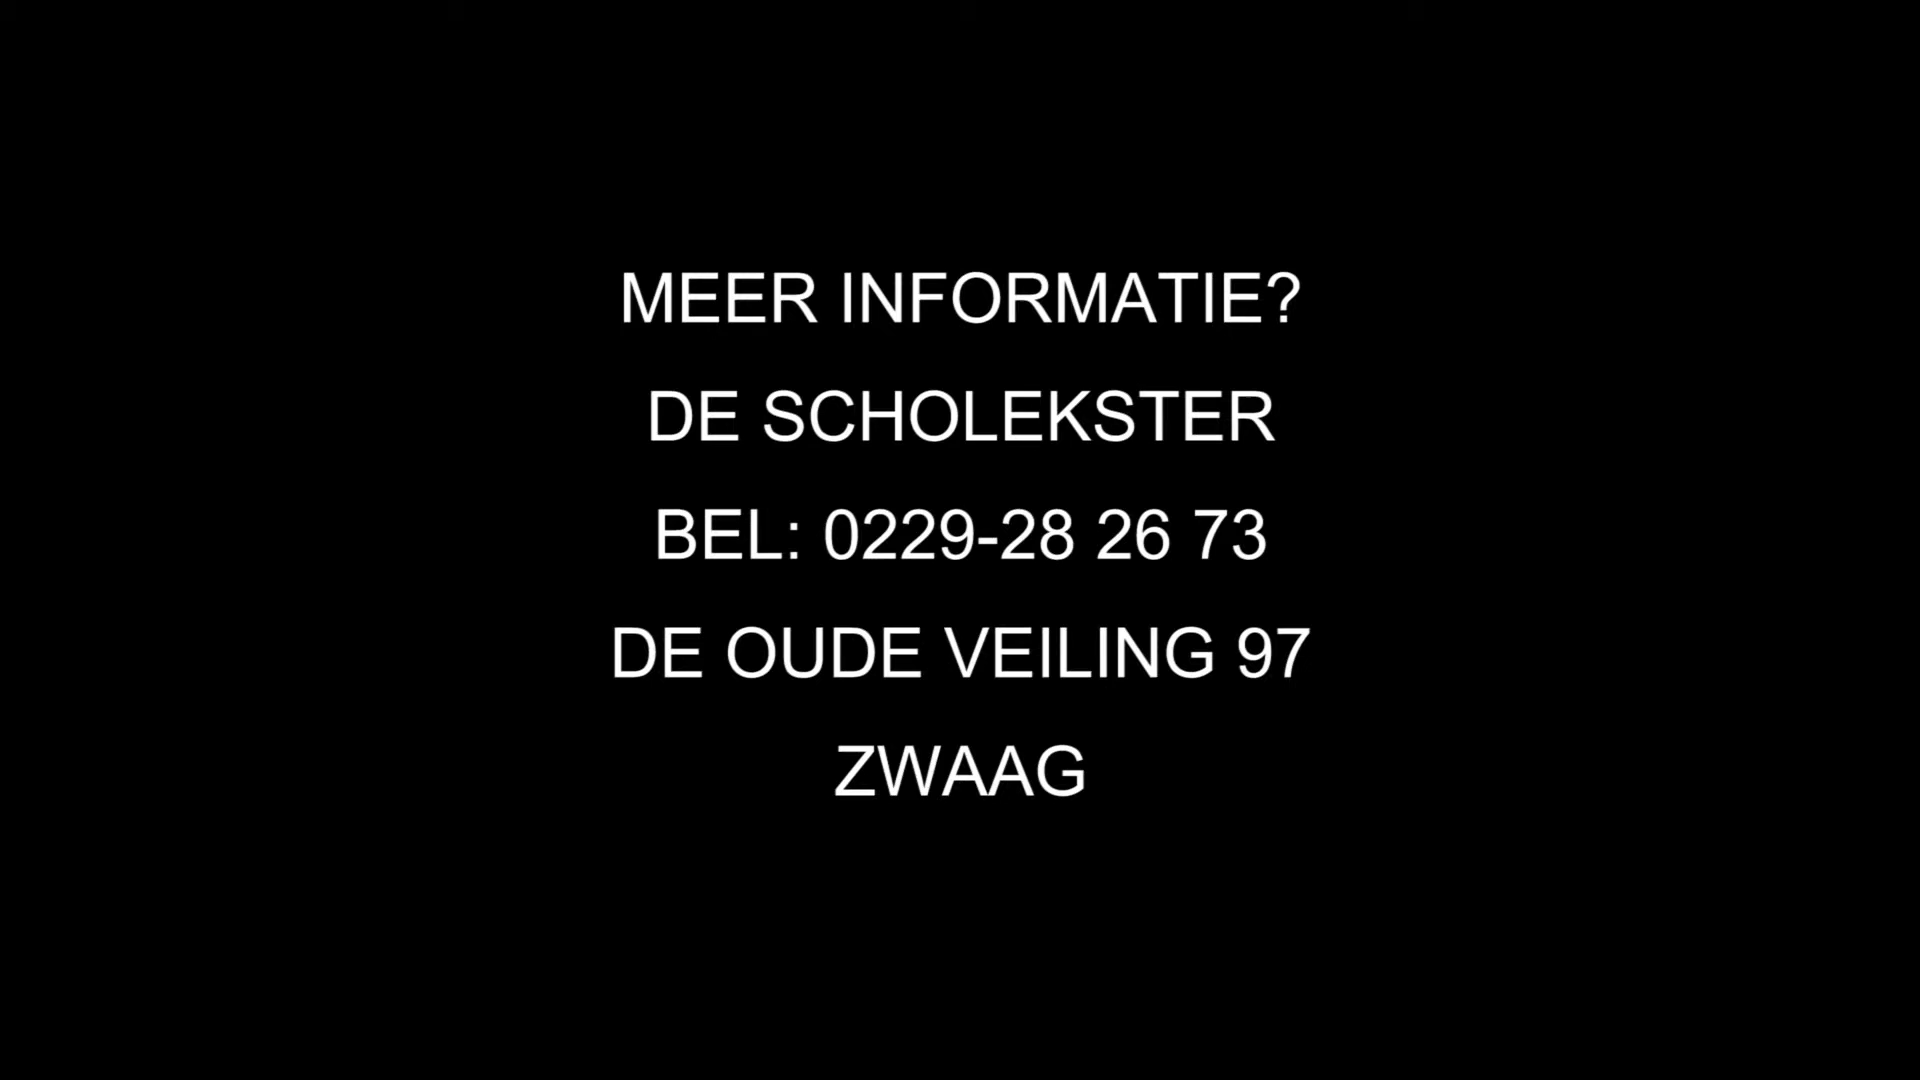 MEER INFORMATIE?
DE SCHOLEKSTER
BEL: 0229-28 26 73
DE OUDE VEILING 97
ZWAAG